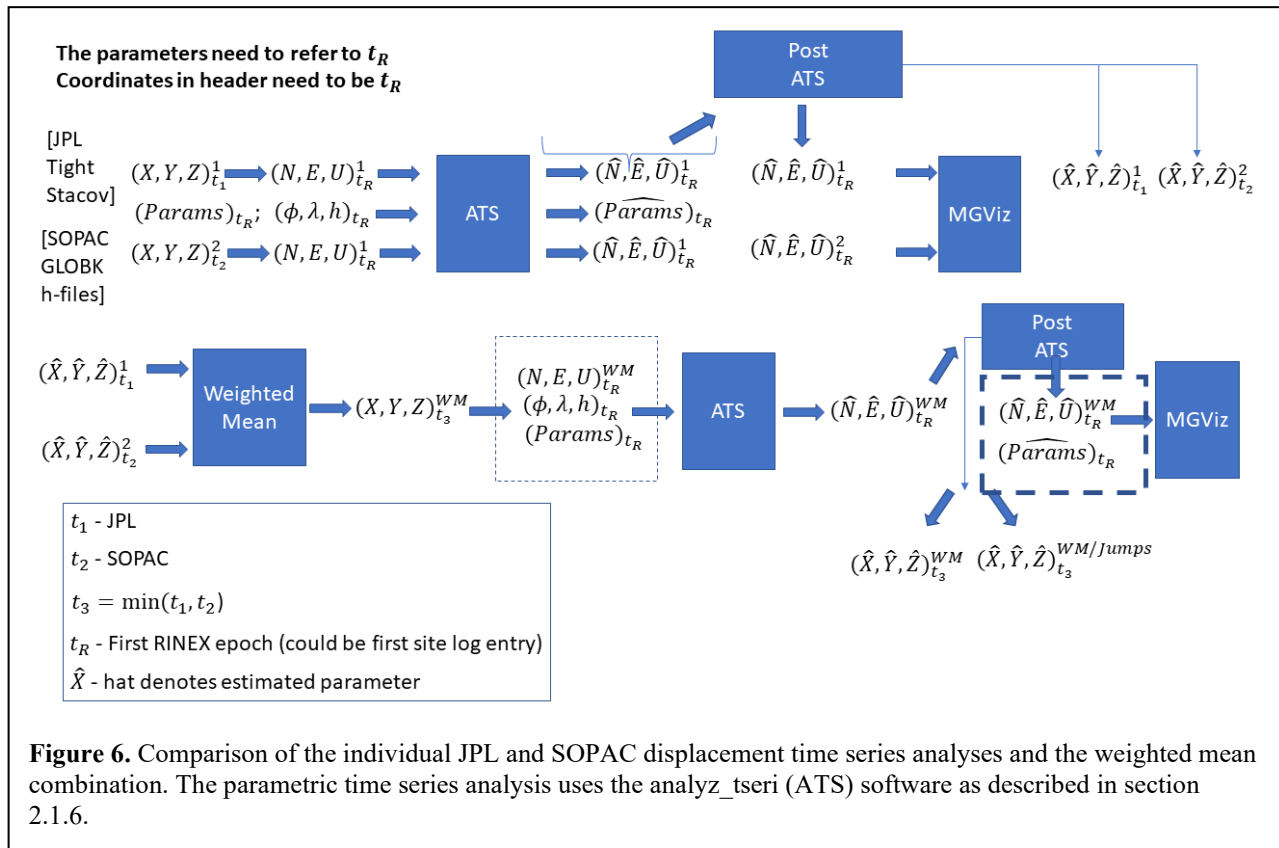 The parameters need to refer to t_R
Coordinates in header need to be t_R
Post
ATS
[JPL
Tight
Stacov]
(X, Y, Z)^1_{t_1}
(N, E, U)^1_{t_R}
(N̂, Ê, Û)^1_{t_R}
(N̂, Ê, Û)^1_{t_R}
(X̂, Ŷ, Ẑ)^1_{t_1}
(X̂, Ŷ, Ẑ)^2_{t_2}
(Params)_{t_R}; (ϕ, λ, h)_{t_R}
ATS
(\widehat{Params})_{t_R}
MGViz
[SOPAC
GLOBK
h-files]
(X, Y, Z)^2_{t_2}
(N, E, U)^1_{t_R}
(N̂, Ê, Û)^1_{t_R}
(N̂, Ê, Û)^2_{t_R}
(X̂, Ŷ, Ẑ)^1_{t_1}
(X̂, Ŷ, Ẑ)^2_{t_2}
Weighted
Mean
(X, Y, Z)^{WM}_{t_3}
(N, E, U)^{WM}_{t_R}
(ϕ, λ, h)_{t_R}
(Params)_{t_R}
ATS
(N̂, Ê, Û)^{WM}_{t_R}
Post
ATS
(N̂, Ê, Û)^{WM}_{t_R}
(\widehat{Params})_{t_R}
MGViz
(X̂, Ŷ, Ẑ)^{WM}_{t_3}
(X̂, Ŷ, Ẑ)^{WM/Jumps}_{t_3}
t_1 - JPL
t_2 - SOPAC
t_3 = min(t_1, t_2)
t_R – First RINEX epoch (could be first site log entry)
X̂ - hat denotes estimated parameter
Figure 6. Comparison of the individual JPL and SOPAC displacement time series analyses and the weighted mean
combination. The parametric time series analysis uses the analyz_tseri (ATS) software as described in section
2.1.6.